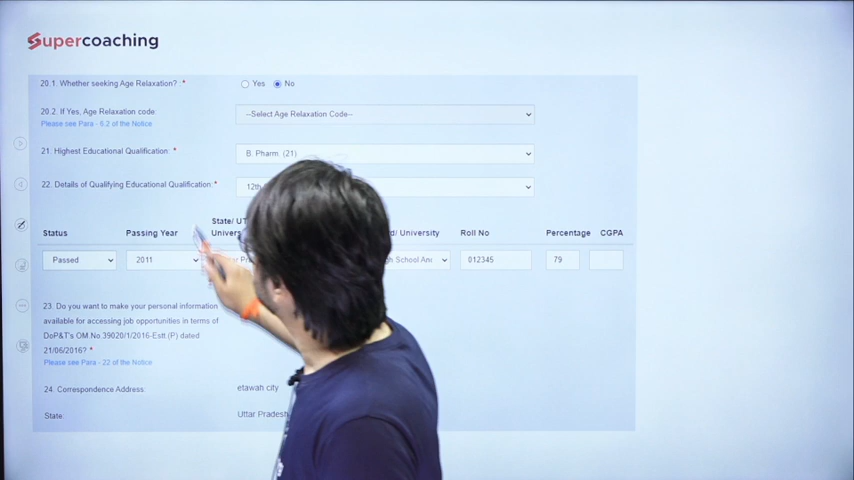 Supercoaching
20.1. Whether seeking Age Relaxation? : * Yes No
20.2. If Yes, Age Relaxation code --Select Age Relaxation Code--
Please see Para - 6.2 of the Notice
21. Highest Educational Qualification: * B. Pharm. (21)
22. Details of Qualifying Educational Qualification:* 12th
State/ UT
Status Passing Year /University Roll No Percentage CGPA
Passed 2011 012345 79
23. Do you want to make your personal information
available for accessing job opportunities in terms of
DoP&T's OM No.39020/1/2016-Estt.(P) dated
21/06/2016? *
Please see Para - 22 of the Notice
24. Correspondence Address: etawah city
State: Uttar Pradesh